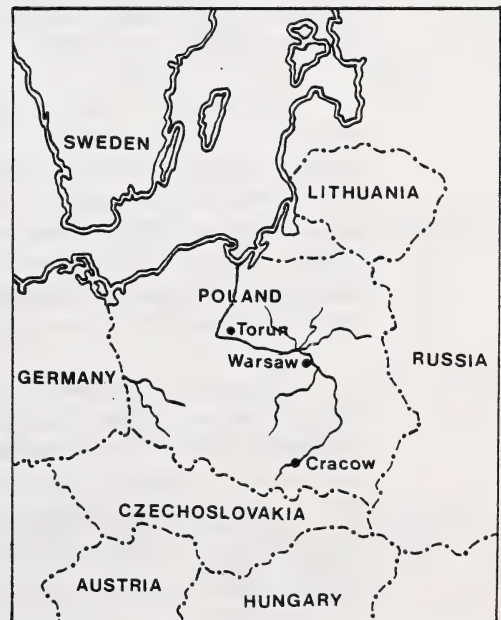 SWEDEN
LITHUANIA
POLAND
Torun
Warsaw
GERMANY
RUSSIA
Cracow
CZECHOSLOVAKIA
AUSTRIA
HUNGARY